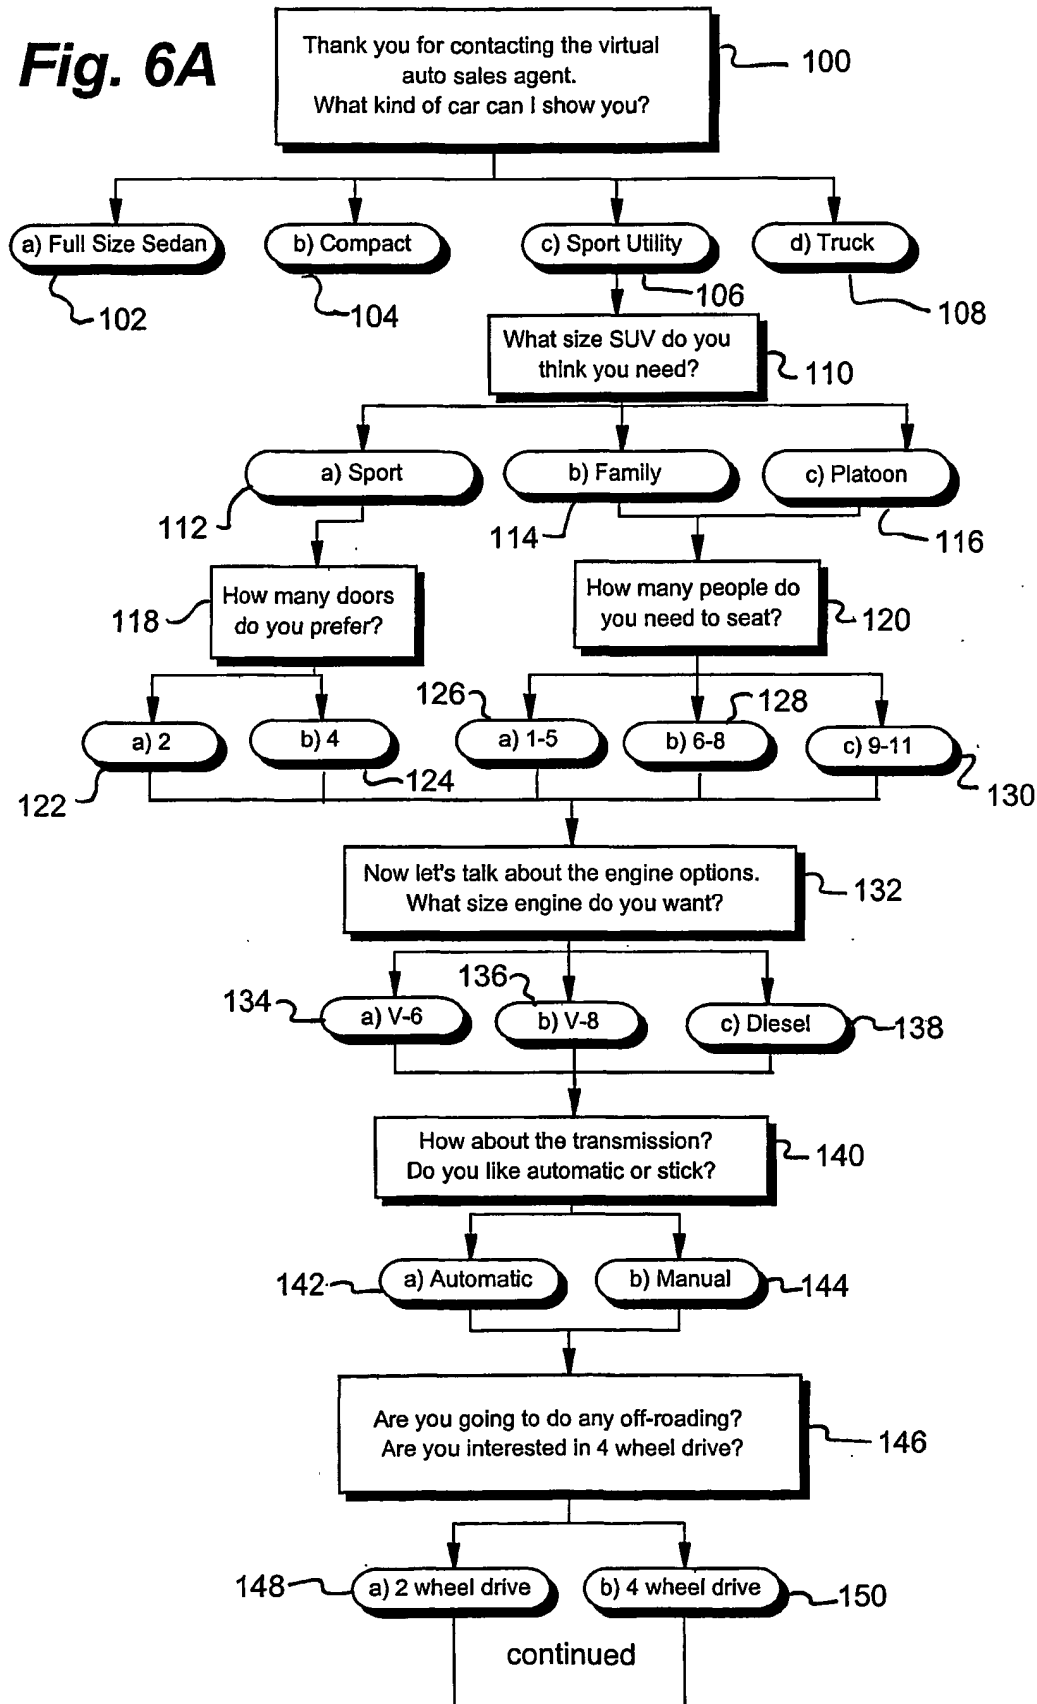 Fig. 6A
Thank you for contacting the virtual
auto sales agent.
What kind of car can I show you?
100
a) Full Size Sedan
b) Compact
c) Sport Utility
d) Truck
102
104
106
108
What size SUV do you
think you need?
110
a) Sport
b) Family
c) Platoon
112
114
116
How many doors
do you prefer?
118
How many people do
you need to seat?
120
126
128
a) 2
b) 4
a) 1-5
b) 6-8
c) 9-11
122
124
130
Now let's talk about the engine options.
What size engine do you want?
132
134
136
a) V-6
b) V-8
c) Diesel
138
How about the transmission?
Do you like automatic or stick?
140
142
a) Automatic
b) Manual
144
Are you going to do any off-roading?
Are you interested in 4 wheel drive?
146
148
a) 2 wheel drive
b) 4 wheel drive
150
continued